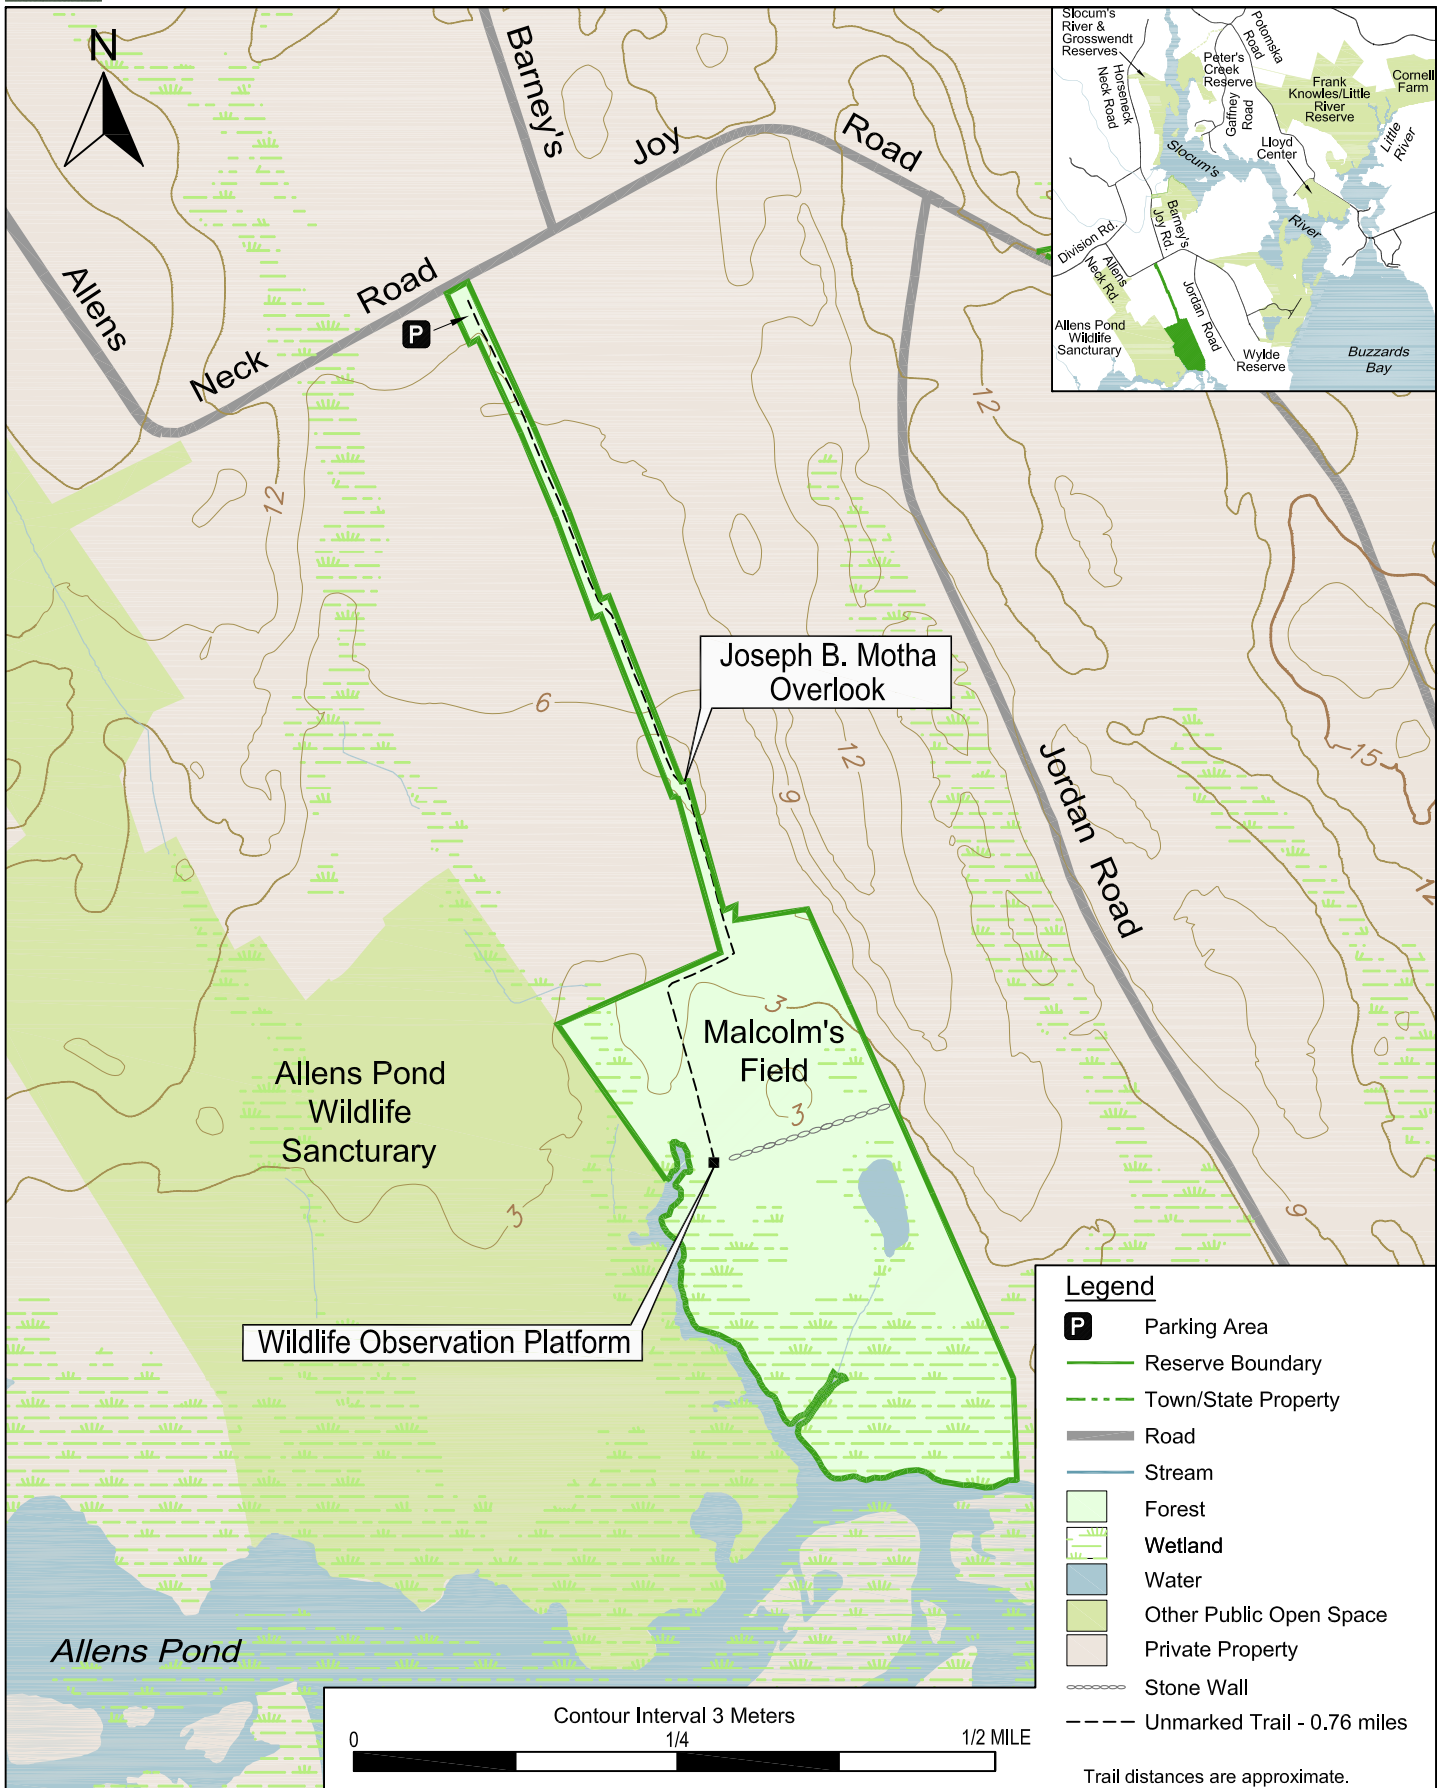 N
Barney's
Joy
Road
Allens
Neck
Road
P
12
12
6
12
9
15
12
3
3
3
9
Joseph B. Motha
Overlook
Jordan Road
Malcolm's
Field
Allens Pond
Wildlife
Sancturary
Wildlife Observation Platform
Allens Pond
Slocum's
River &
Grosswendt
Reserves
Horseneck
Neck Road
Peter's
Creek
Reserve
Potomska
Road
Gaffney
Road
Frank
Knowles/Little
River
Reserve
Cornell
Farm
Little
River
Lloyd
Center
Slocum's
River
Barney's
Joy Rd.
Division Rd.
Allens
Neck Rd.
Jordan Road
Allens Pond
Wildlife
Sancturary
Wylde
Reserve
Buzzards
Bay
Legend
P Parking Area
Reserve Boundary
Town/State Property
Road
Stream
Forest
Wetland
Water
Other Public Open Space
Private Property
Stone Wall
Unmarked Trail - 0.76 miles
Trail distances are approximate.
Contour Interval 3 Meters
0 1/4 1/2 MILE